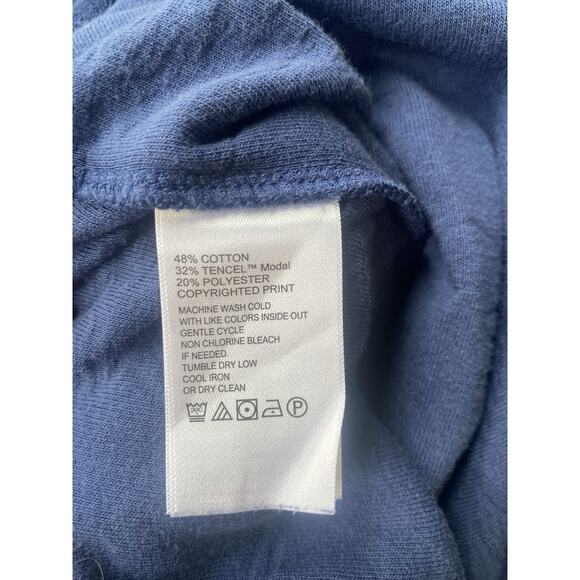 48% COTTON
32% TENCEL™ Modal
20% POLYESTER
COPYRIGHTED PRINT
MACHINE WASH COLD
WITH LIKE COLORS INSIDE OUT
GENTLE CYCLE
NON CHLORINE BLEACH
IF NEEDED
TUMBLE DRY LOW
COOL IRON
OR DRY CLEAN
30C P